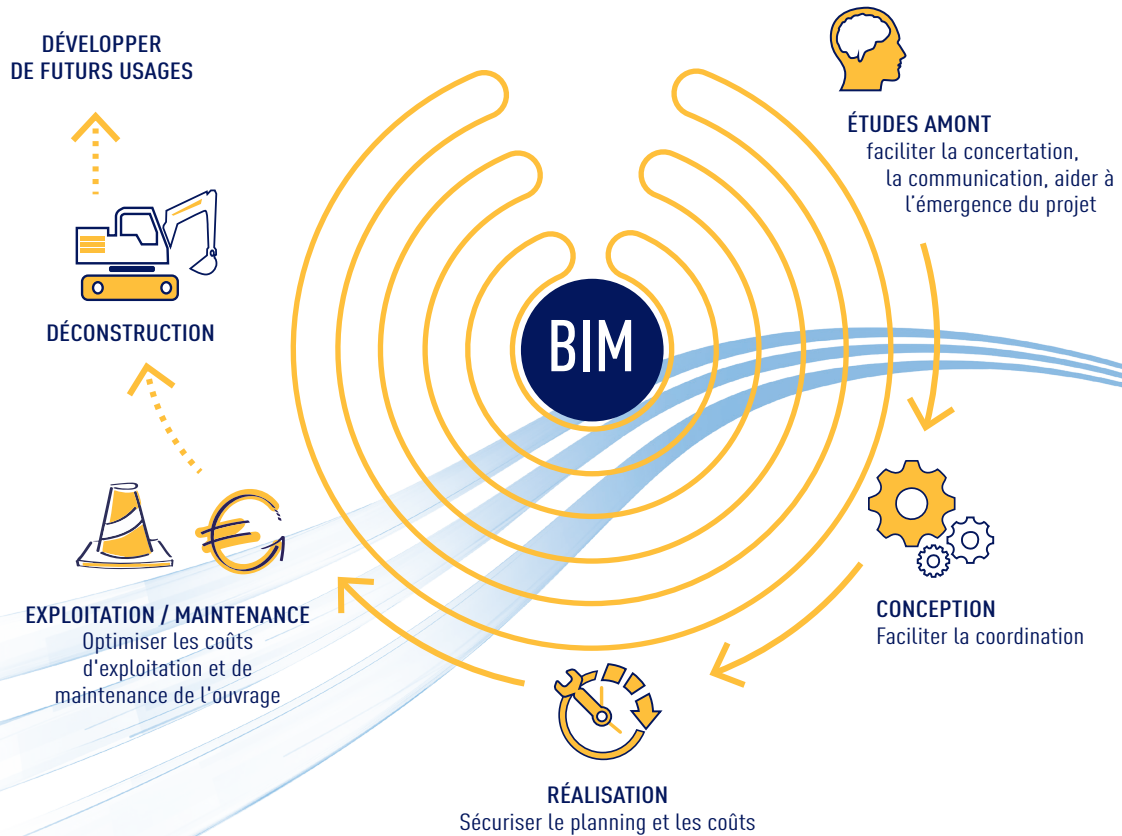 DÉVELOPPER
DE FUTURS USAGES
DÉCONSTRUCTION
EXPLOITATION / MAINTENANCE
Optimiser les coûts
d'exploitation et de
maintenance de l'ouvrage
BIM
ÉTUDES AMONT
faciliter la concertation,
la communication, aider à
l'émergence du projet
CONCEPTION
Faciliter la coordination
RÉALISATION
Sécuriser le planning et les coûts